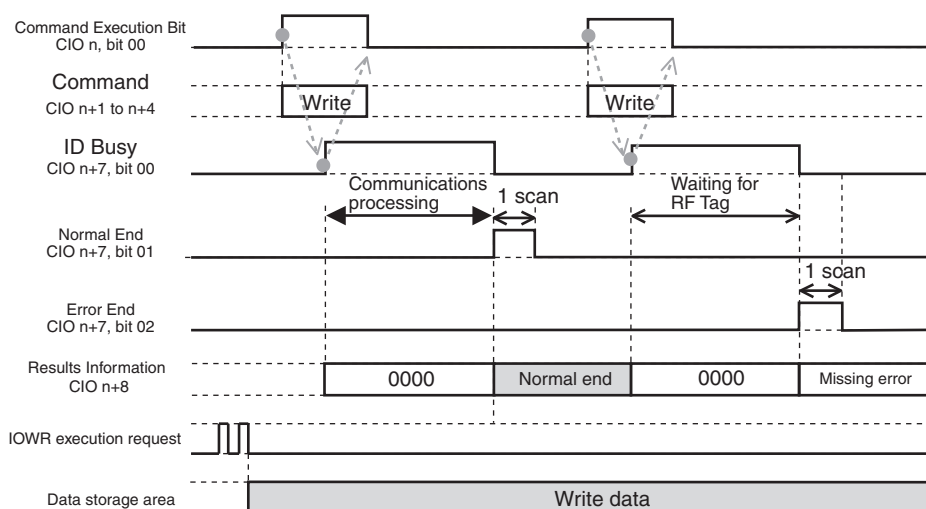 Command Execution Bit
CIO n, bit 00
Command
CIO n+1 to n+4
Write
Write
ID Busy
CIO n+7, bit 00
Communications
processing
1 scan
Waiting for
RF Tag
Normal End
CIO n+7, bit 01
1 scan
Error End
CIO n+7, bit 02
Results Information
CIO n+8
0000
Normal end
0000
Missing error
IOWR execution request
Data storage area
Write data